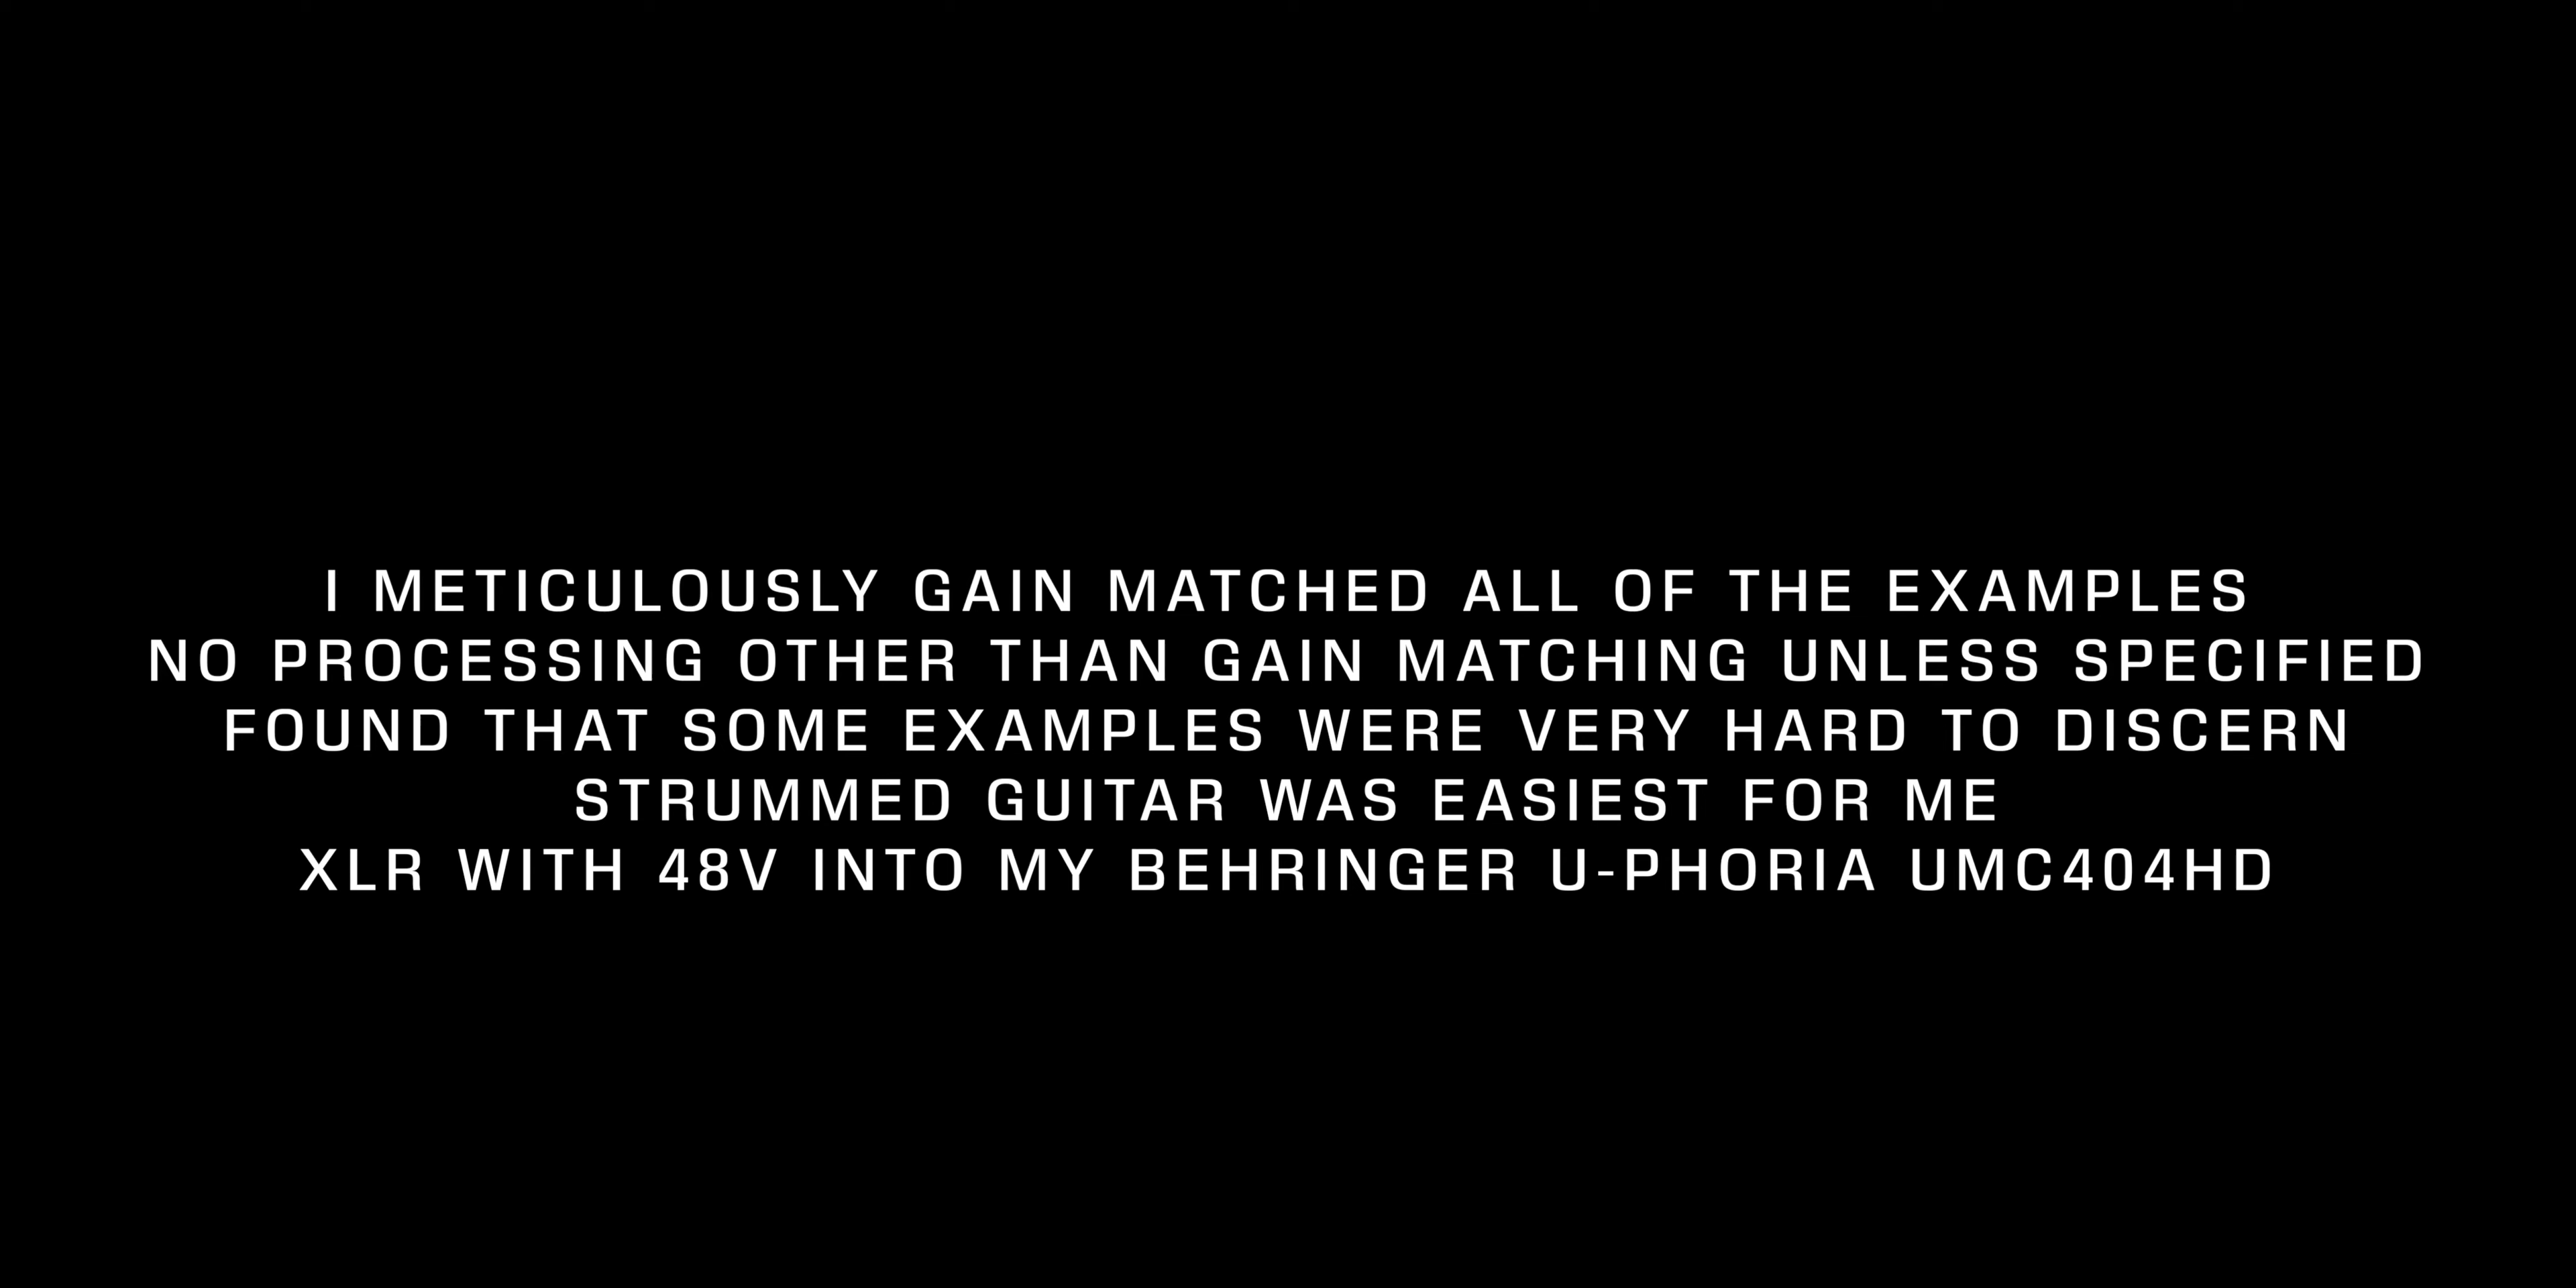 I METICULOUSLY GAIN MATCHED ALL OF THE EXAMPLES
NO PROCESSING OTHER THAN GAIN MATCHING UNLESS SPECIFIED
FOUND THAT SOME EXAMPLES WERE VERY HARD TO DISCERN
STRUMMED GUITAR WAS EASIEST FOR ME
XLR WITH 48V INTO MY BEHRINGER U-PHORIA UMC404HD